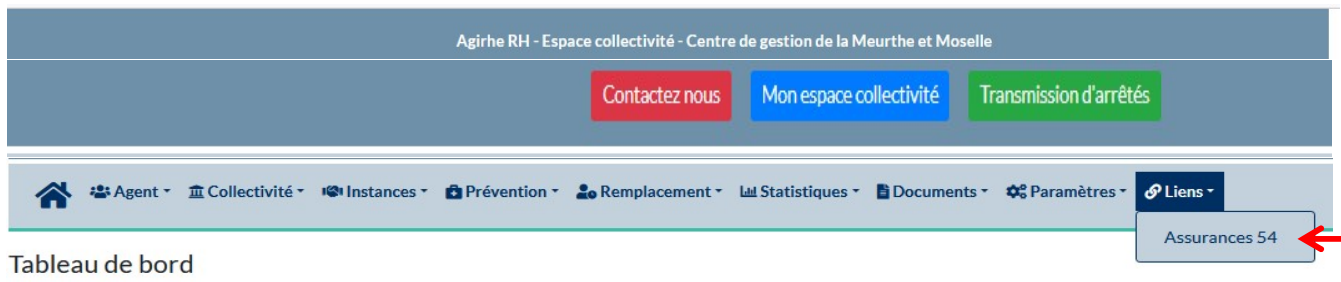 Agirhe RH - Espace collectivité - Centre de gestion de la Meurthe et Moselle
Contactez nous Mon espace collectivité Transmission d'arrêtés
Agent Collectivité Instances Prévention Remplacement Statistiques Documents Paramètres Liens
Assurances 54
Tableau de bord